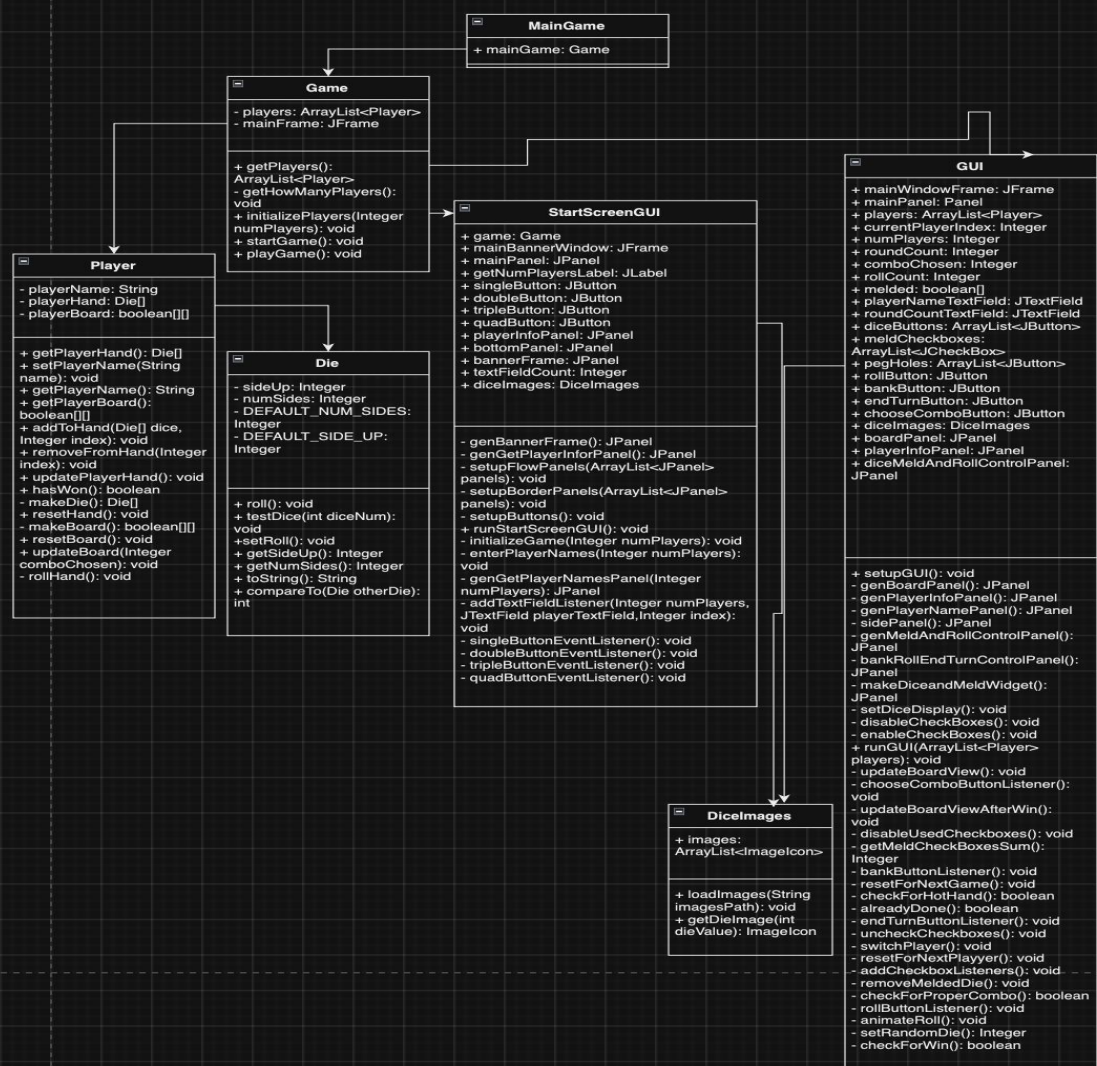 MainGame
+ mainGame: Game
Game
- players: ArrayList<Player>
- mainFrame: JFrame
+ getPlayers():
ArrayList<Player>
- getHowManyPlayers():
void
+ initializePlayers(Integer
numPlayers): void
+ startGame(): void
+ playGame(): void
Player
- playerName: String
- playerHand: Die[]
- playerBoard: boolean[][]
+ getPlayerHand(): Die[]
+ setPlayerName(String
name): void
+ getPlayerName(): String
+ getPlayerBoard():
boolean[][]
+ addToHand(Die[] dice,
Integer index): void
+ removeFromHand(Integer
index): void
+ updatePlayerHand(): void
+ hasWon(): boolean
- makeDie(): Die[]
+ resetHand(): void
- makeBoard(): boolean[][]
+ resetBoard(): void
+ updateBoard(Integer
comboChosen): void
- rollHand(): void
Die
- sideUp: Integer
- numSides: Integer
- DEFAULT_NUM_SIDES:
Integer
- DEFAULT_SIDE_UP:
Integer
+ roll(): void
+ testDice(int diceNum):
void
+setRoll(): void
+ getSideUp(): Integer
+ getNumSides(): Integer
+ toString(): String
+ compareTo(Die otherDie):
int
StartScreenGUI
+ game: Game
+ mainBannerWindow: JFrame
+ mainPanel: JPanel
+ getNumPlayersLabel: JLabel
+ singleButton: JButton
+ doubleButton: JButton
+ tripleButton: JButton
+ quadButton: JButton
+ playerInfoPanel: JPanel
+ bottomPanel: JPanel
+ bannerFrame: JPanel
+ textFieldCount: Integer
+ diceImages: DiceImages
- genBannerFrame(): JPanel
- genGetPlayerInforPanel(): JPanel
- setupFlowPanels(ArrayList<JPanel>
panels): void
- setupBorderPanels(ArrayList<JPanel>
panels): void
- setupButtons(): void
+ runStartScreenGUI(): void
- initializeGame(Integer numPlayers): void
- enterPlayerNames(Integer numPlayers):
void
- genGetPlayerNamesPanel(Integer
numPlayers): JPanel
- addTextFieldListener(Integer numPlayers,
JTextField playerTextField,Integer index):
void
- singleButtonEventListener(): void
- doubleButtonEventListener(): void
- tripleButtonEventListener(): void
- quadButtonEventListener(): void
DiceImages
+ images:
ArrayList<ImageIcon>
+ loadImages(String
imagesPath): void
+ getDieImage(int
dieValue): ImageIcon
GUI
+ mainWindowFrame: JFrame
+ mainPanel: Panel
+ players: ArrayList<Player>
+ currentPlayerIndex: Integer
+ numPlayers: Integer
+ roundCount: Integer
+ comboChosen: Integer
+ rollCount: Integer
+ melded: boolean[]
+ playerNameTextField: JTextField
+ roundCountTextField: JTextField
+ diceButtons: ArrayList<JButton>
+ meldCheckboxes:
ArrayList<JCheckBox>
+ pegHoles: ArrayList<JButton>
+ rollButton: JButton
+ bankButton: JButton
+ endTurnButton: JButton
+ chooseComboButton: JButton
+ diceImages: DiceImages
+ boardPanel: JPanel
+ playerInfoPanel: JPanel
+ diceMeldAndRollControlPanel:
JPanel
+ setupGUI(): void
- genBoardPanel(): JPanel
- genPlayerInfoPanel(): JPanel
- genPlayerNamePanel(): JPanel
- sidePanel(): JPanel
- genMeldAndRollControlPanel():
JPanel
- bankRollEndTurnControlPanel():
JPanel
- makeDiceandMeldWidget():
JPanel
- setDiceDisplay(): void
- disableCheckBoxes(): void
- enableCheckBoxes(): void
+ runGUI(ArrayList<Player>
players): void
- updateBoardView(): void
- chooseComboButtonListener():
void
- updateBoardViewAfterWin():
void
- disableUsedCheckboxes(): void
- getMeldCheckBoxesSum():
Integer
- bankButtonListener(): void
- resetForNextGame(): void
- checkForHotHand(): boolean
- alreadyDone(): boolean
- endTurnButtonListener(): void
- uncheckCheckboxes(): void
- switchPlayer(): void
- resetForNextPlayyer(): void
- addCheckboxListeners(): void
- removeMeldedDie(): void
- checkForProperCombo(): boolean
- rollButtonListener(): void
- animateRoll(): void
- setRandomDie(): Integer
- checkForWin(): boolean